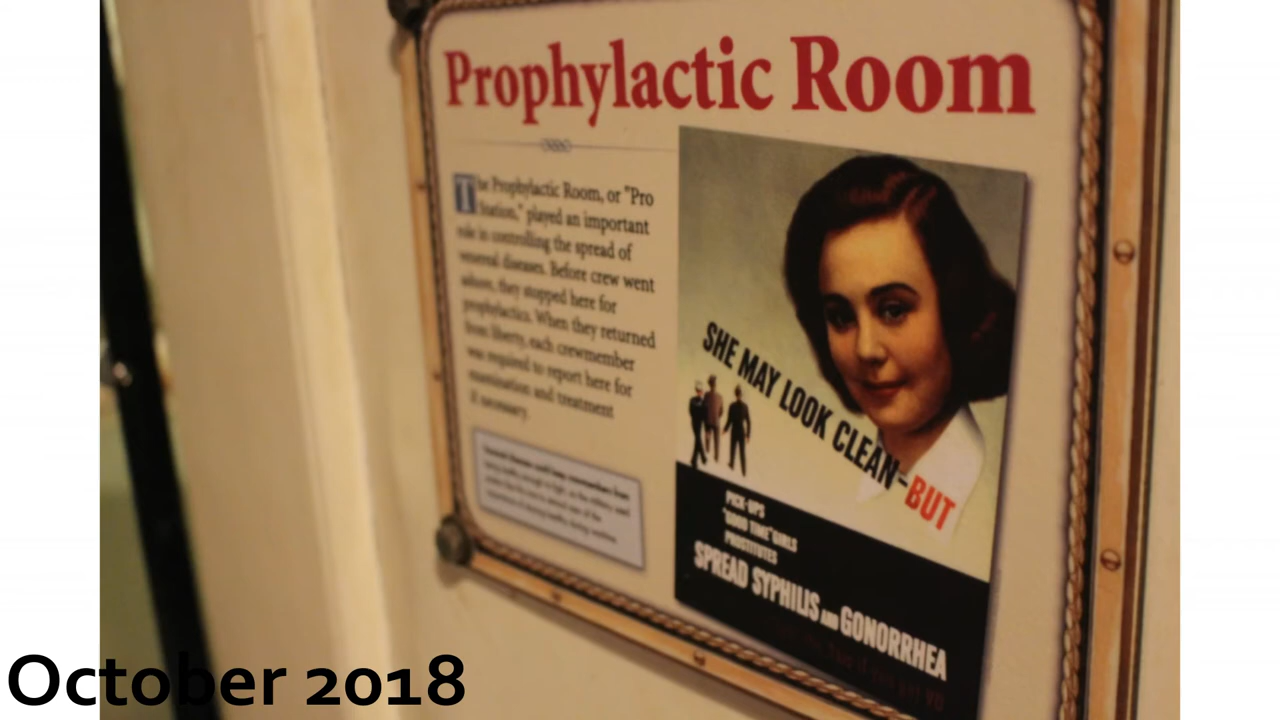 Prophylactic Room
The Prophylactic Room, or "Pro
Station," played an important
role in controlling the spread of
venereal diseases. Before crew went
ashore, they stopped here for
prophylactics. When they returned
from liberty, each crewmember
was required to report here for
examination and treatment
if necessary.
SHE MAY LOOK CLEAN-BUT
PICK-UPS
"GOOD TIME" GIRLS
PROSTITUTES
SPREAD SYPHILIS AND GONORRHEA
October 2018